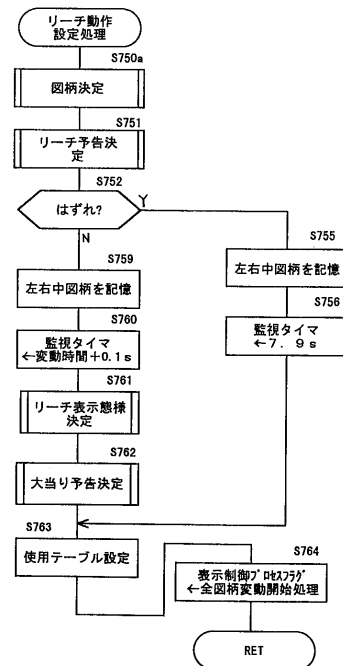 リーチ動作
設定処理
S750a
図柄決定
S751
リーチ予告決
定
S752
はずれ?
Y
N
S759
左右中図柄を記憶
S760
監視タイマ
←変動時間+0.1s
S761
リーチ表示態様
決定
S762
大当り予告決定
S755
左右中図柄を記憶
S756
監視タイマ
←7.9s
S763
使用テーブル設定
S764
表示制御プロセスフラグ
←全図柄変動開始処理
RET